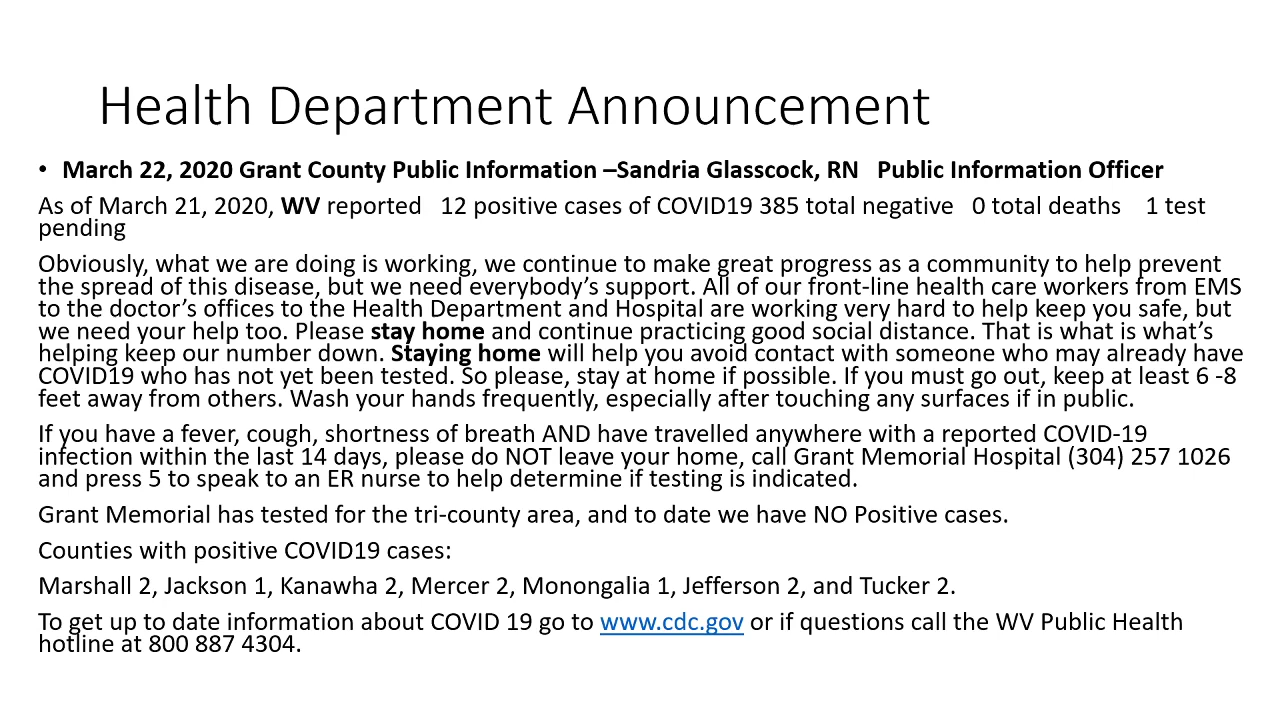 Health Department Announcement
• March 22, 2020 Grant County Public Information –Sandria Glasscock, RN   Public Information Officer
As of March 21, 2020, WV reported   12 positive cases of COVID19 385 total negative   0 total deaths    1 test
pending
Obviously, what we are doing is working, we continue to make great progress as a community to help prevent
the spread of this disease, but we need everybody’s support. All of our front-line health care workers from EMS
to the doctor’s offices to the Health Department and Hospital are working very hard to help keep you safe, but
we need your help too. Please stay home and continue practicing good social distance. That is what is what’s
helping keep our number down. Staying home will help you avoid contact with someone who may already have
COVID19 who has not yet been tested. So please, stay at home if possible. If you must go out, keep at least 6 -8
feet away from others. Wash your hands frequently, especially after touching any surfaces if in public.
If you have a fever, cough, shortness of breath AND have travelled anywhere with a reported COVID-19
infection within the last 14 days, please do NOT leave your home, call Grant Memorial Hospital (304) 257 1026
and press 5 to speak to an ER nurse to help determine if testing is indicated.
Grant Memorial has tested for the tri-county area, and to date we have NO Positive cases.
Counties with positive COVID19 cases:
Marshall 2, Jackson 1, Kanawha 2, Mercer 2, Monongalia 1, Jefferson 2, and Tucker 2.
To get up to date information about COVID 19 go to www.cdc.gov or if questions call the WV Public Health
hotline at 800 887 4304.